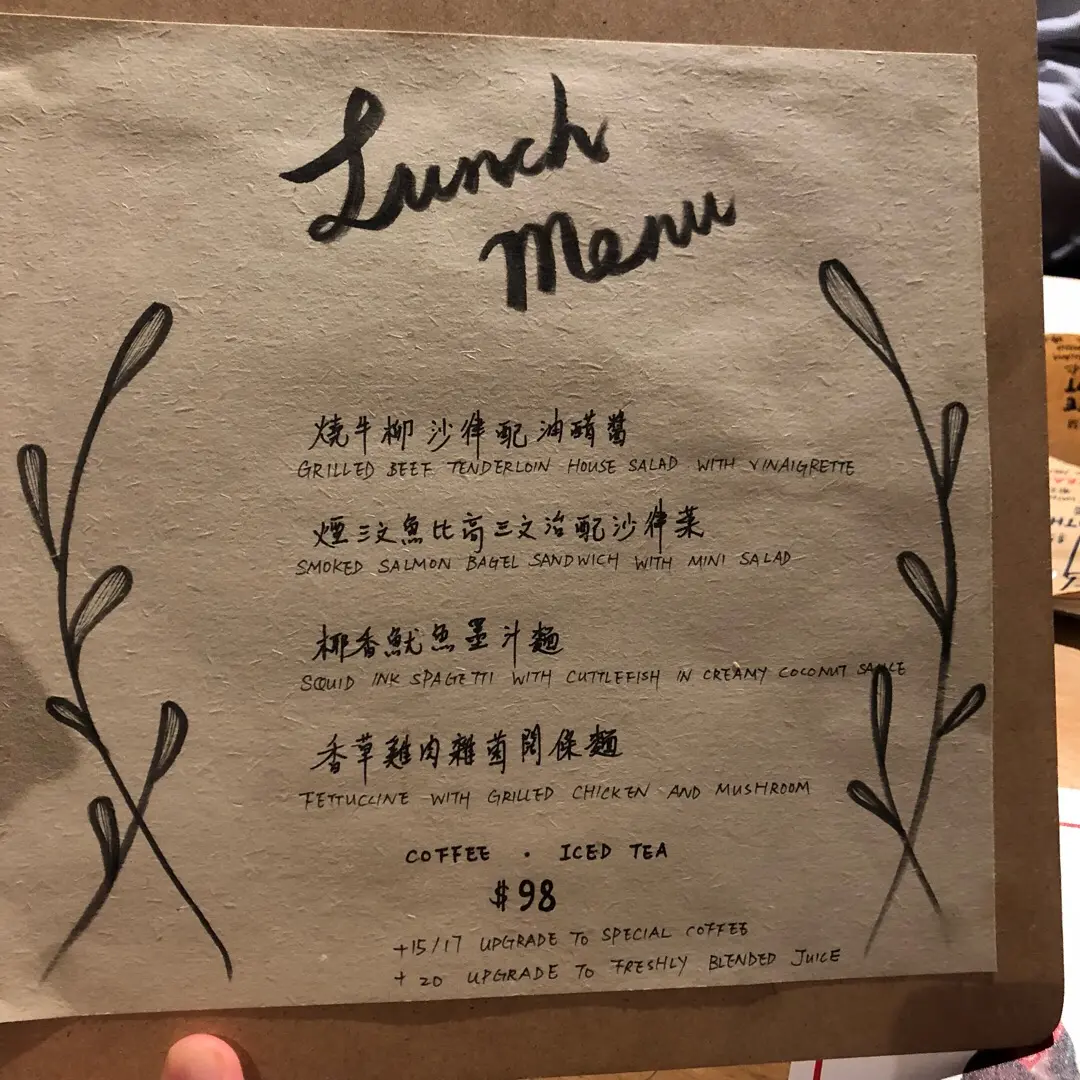 Lunch
Menu
燒牛柳沙律配油醋醬
GRILLED BEEF TENDERLOIN HOUSE SALAD WITH VINAIGRETTE
煙三文魚比高三文治配沙律菜
SMOKED SALMON BAGEL SANDWICH WITH MINI SALAD
椰香魷魚墨汁麵
SQUID INK SPAGETTI WITH CUTTLEFISH IN CREAMY COCONUT SAUCE
香草雞肉雜菌闊條麵
FETTUCCINE WITH GRILLED CHICKEN AND MUSHROOM
COFFEE · ICED TEA
$98
+15/17 UPGRADE TO SPECIAL COFFEE
+ 20 UPGRADE TO FRESHLY BLENDED JUICE